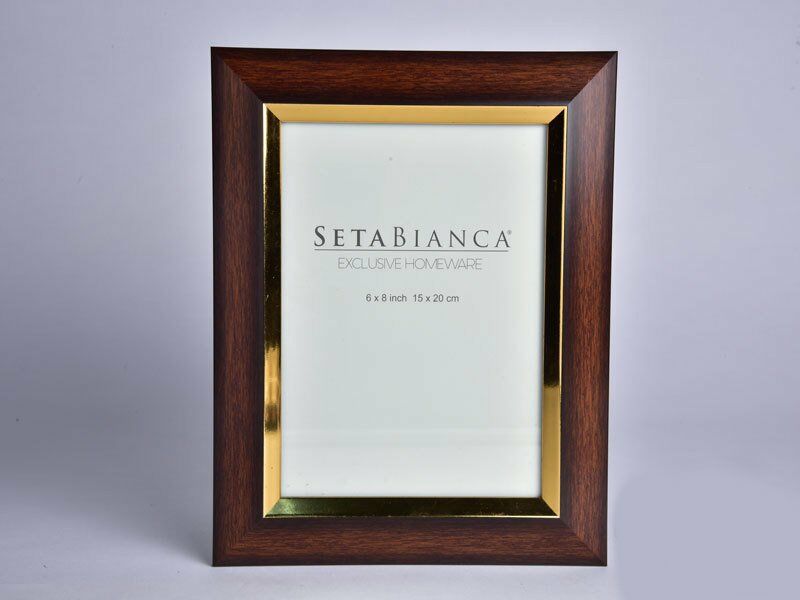 SETABIANCA®
EXCLUSIVE HOMEWARE
6 x 8 inch 15 x 20 cm